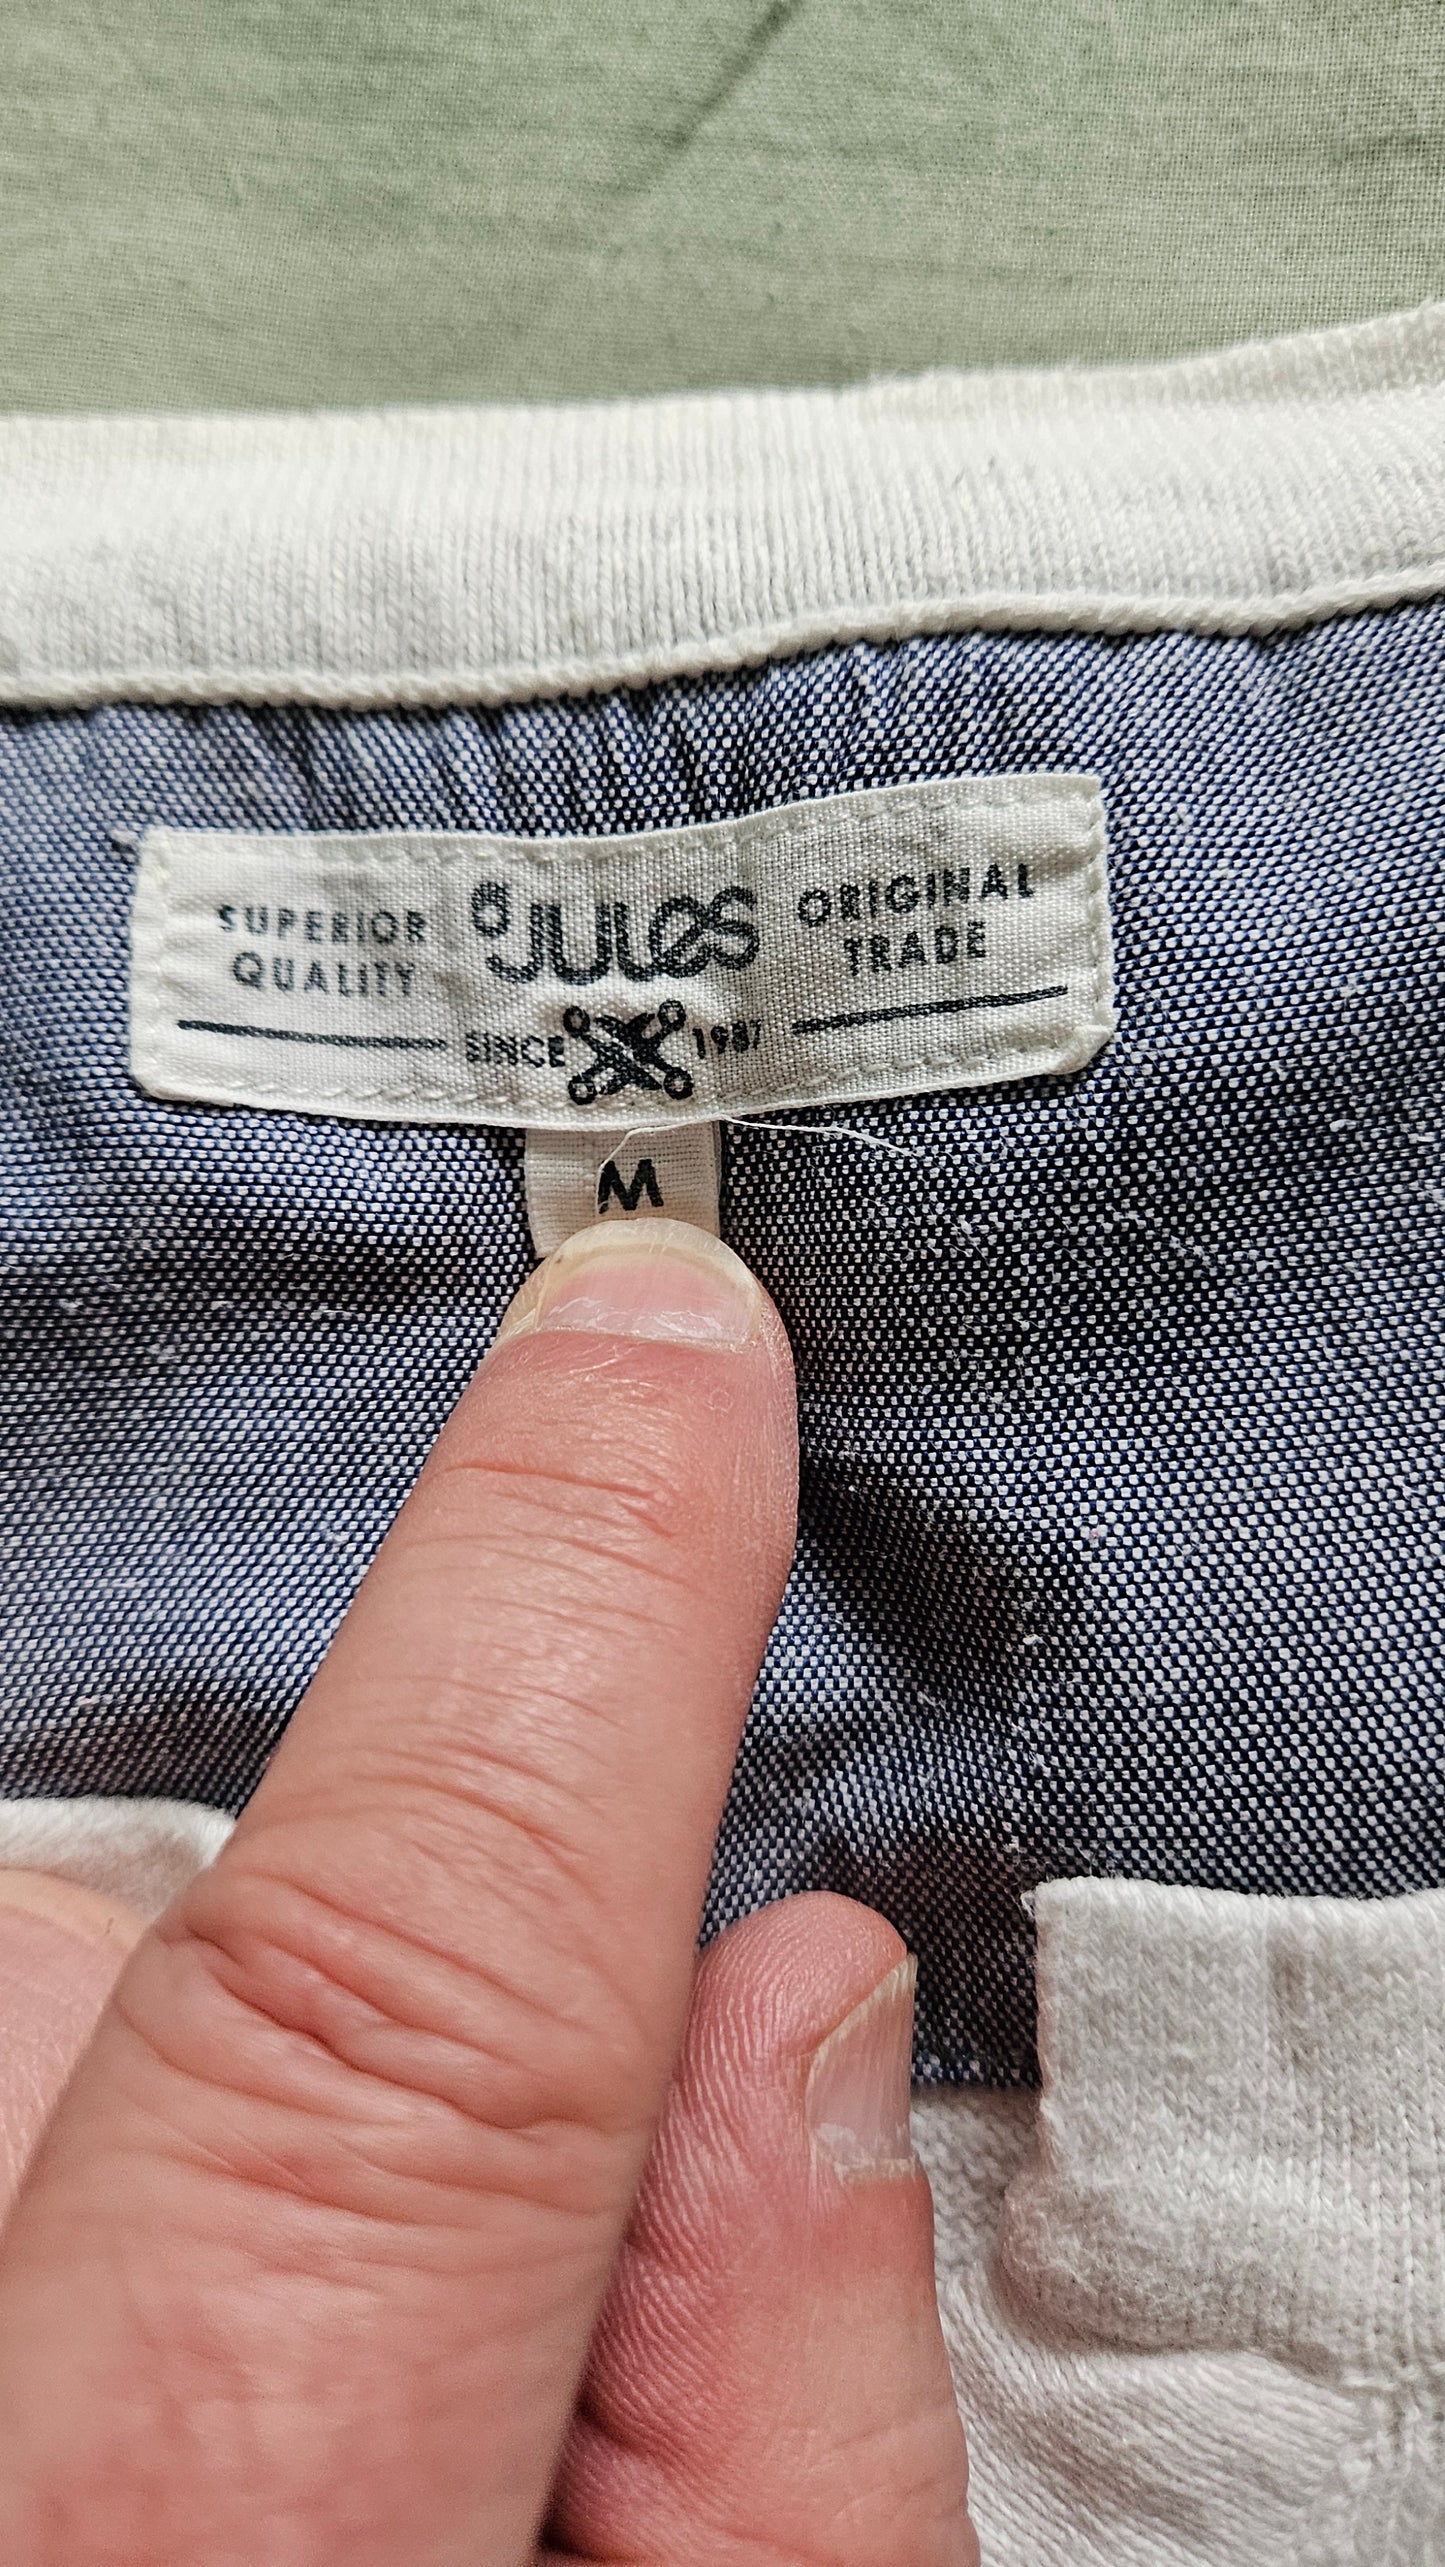 SUPERIOR
QUALITY
JULES
ORIGINAL
TRADE
SINCE 1987
M